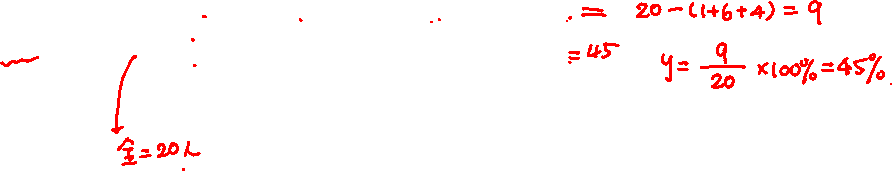 = 20-(1+6+4) = 9
=45 y = 9/20 ×100%=45%
全=20人